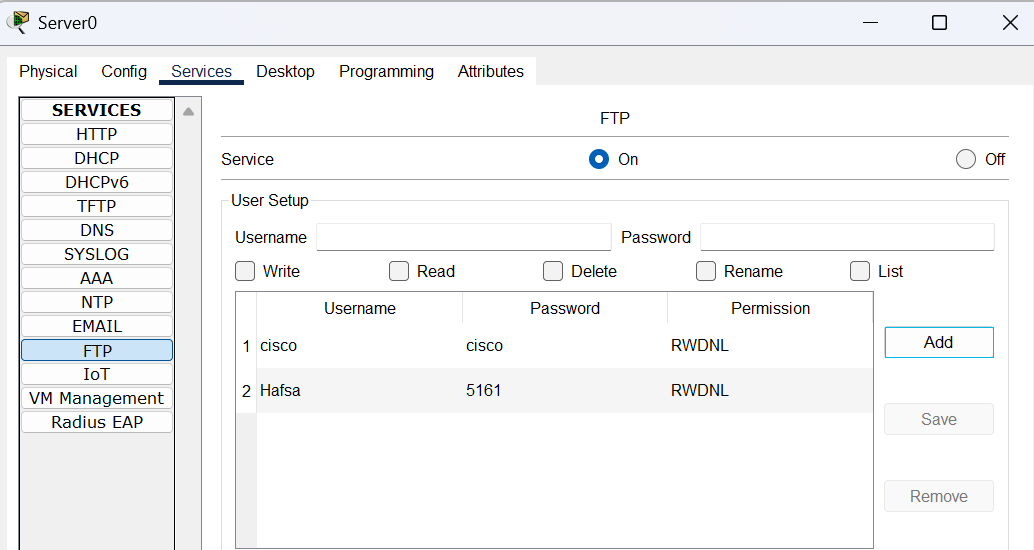 Server0
Physical Config Services Desktop Programming Attributes
SERVICES
HTTP
DHCP
DHCPv6
TFTP
DNS
SYSLOG
AAA
NTP
EMAIL
FTP
IoT
VM Management
Radius EAP
FTP
Service On Off
User Setup
Username Password
Write Read Delete Rename List
Username Password Permission
1 cisco cisco RWDNL
2 Hafsa 5161 RWDNL
Add
Save
Remove